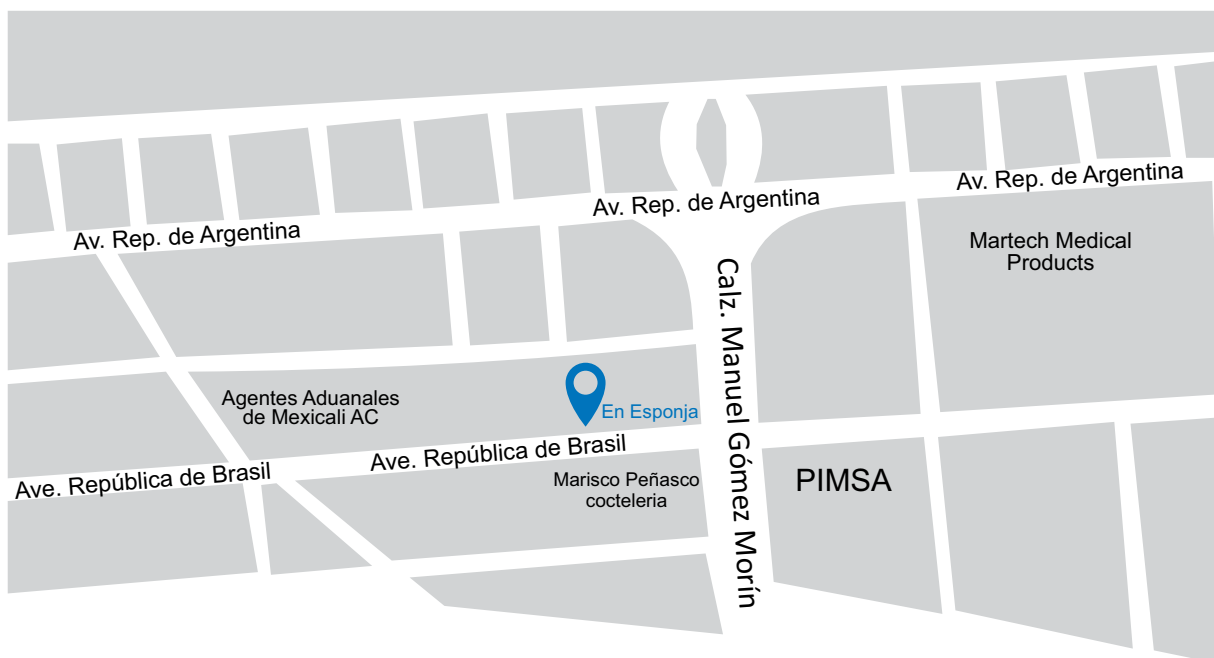 Av. Rep. de Argentina
Av. Rep. de Argentina
Av. Rep. de Argentina
Martech Medical
Products
Calz. Manuel Gómez Morín
Agentes Aduanales
de Mexicali AC
En Esponja
Ave. República de Brasil
Ave. República de Brasil
Marisco Peñasco
cocteleria
PIMSA